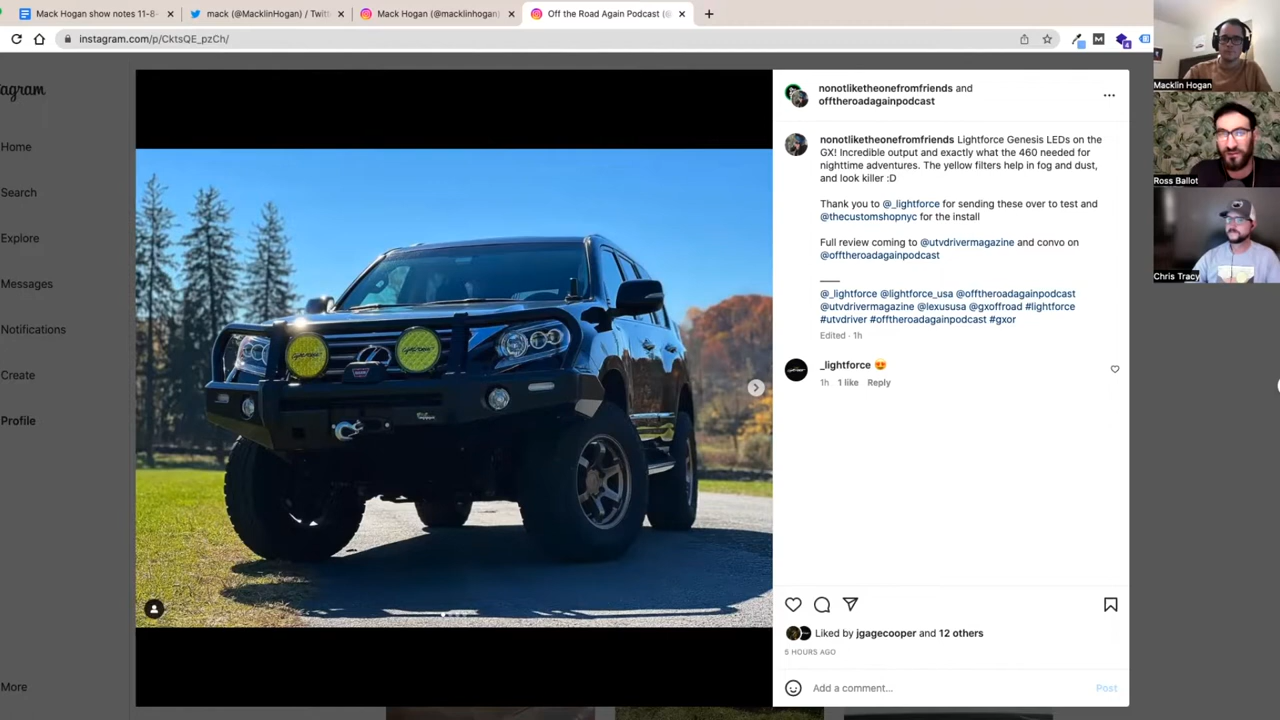 Mack Hogan show notes 11-8-
mack (@MacklinHogan) / Twitt
Mack Hogan (@macklinhogan)
Off the Road Again Podcast (@
instagram.com/p/CktsQE_pzCh/
Macklin Hogan
Ross Ballot
Chris Tracy
tagram
Home
Search
Explore
Messages
Notifications
Create
Profile
More
nonotliketheonefromfriends and
offtheroadagainpodcast
nonotliketheonefromfriends Lightforce Genesis LEDs on the
GX! Incredible output and exactly what the 460 needed for
nighttime adventures. The yellow filters help in fog and dust,
and look killer :D
Thank you to @_lightforce for sending these over to test and
@thecustomshopnyc for the install
Full review coming to @utvdrivermagazine and convo on
@offtheroadagainpodcast
@_lightforce @lightforce_usa @offtheroadagainpodcast
@utvdrivermagazine @lexususa @gxoffroad #lightforce
#utvdriver #offtheroadagainpodcast #gxor
Edited · 1h
_lightforce 😍
1h 1 like Reply
Liked by jgagecooper and 12 others
5 HOURS AGO
Add a comment...
Post